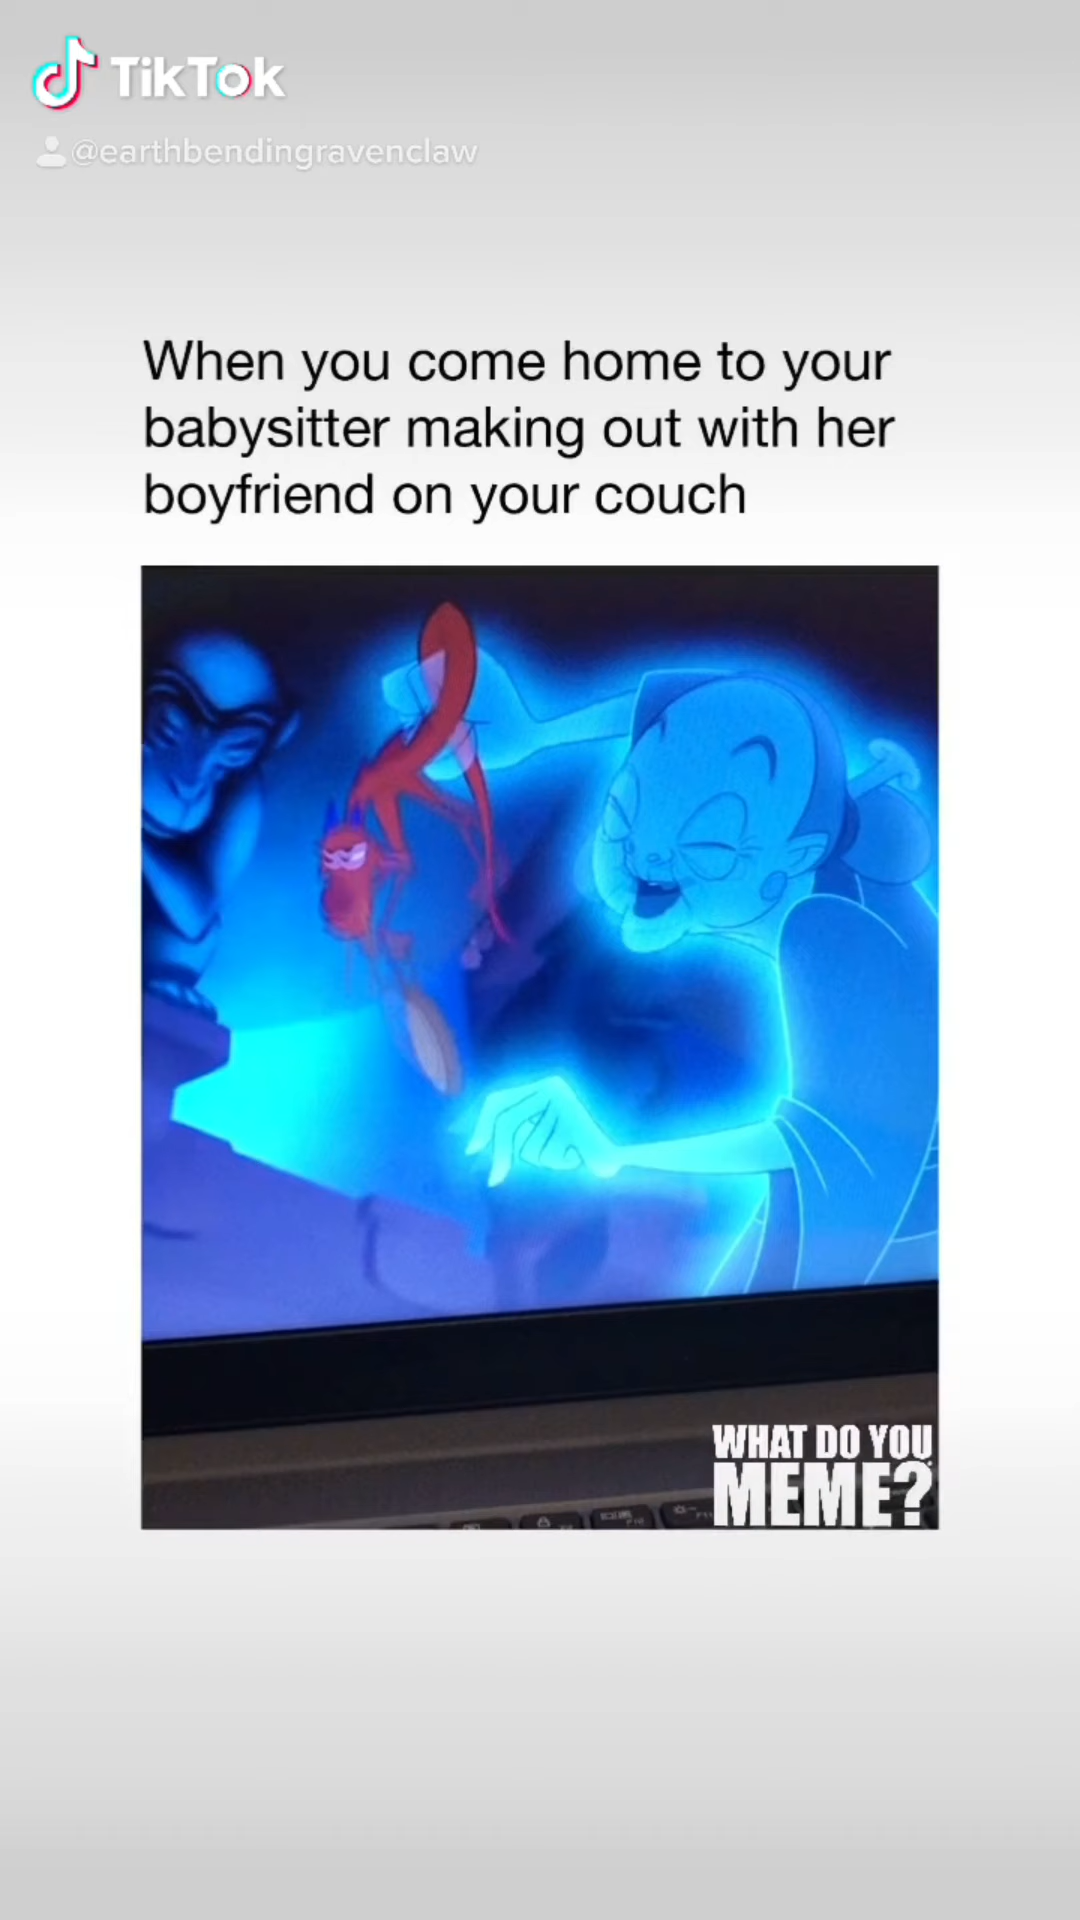 TikTok
@earthbendingravenclaw
When you come home to your
babysitter making out with her
boyfriend on your couch
WHAT DO YOU
MEME?